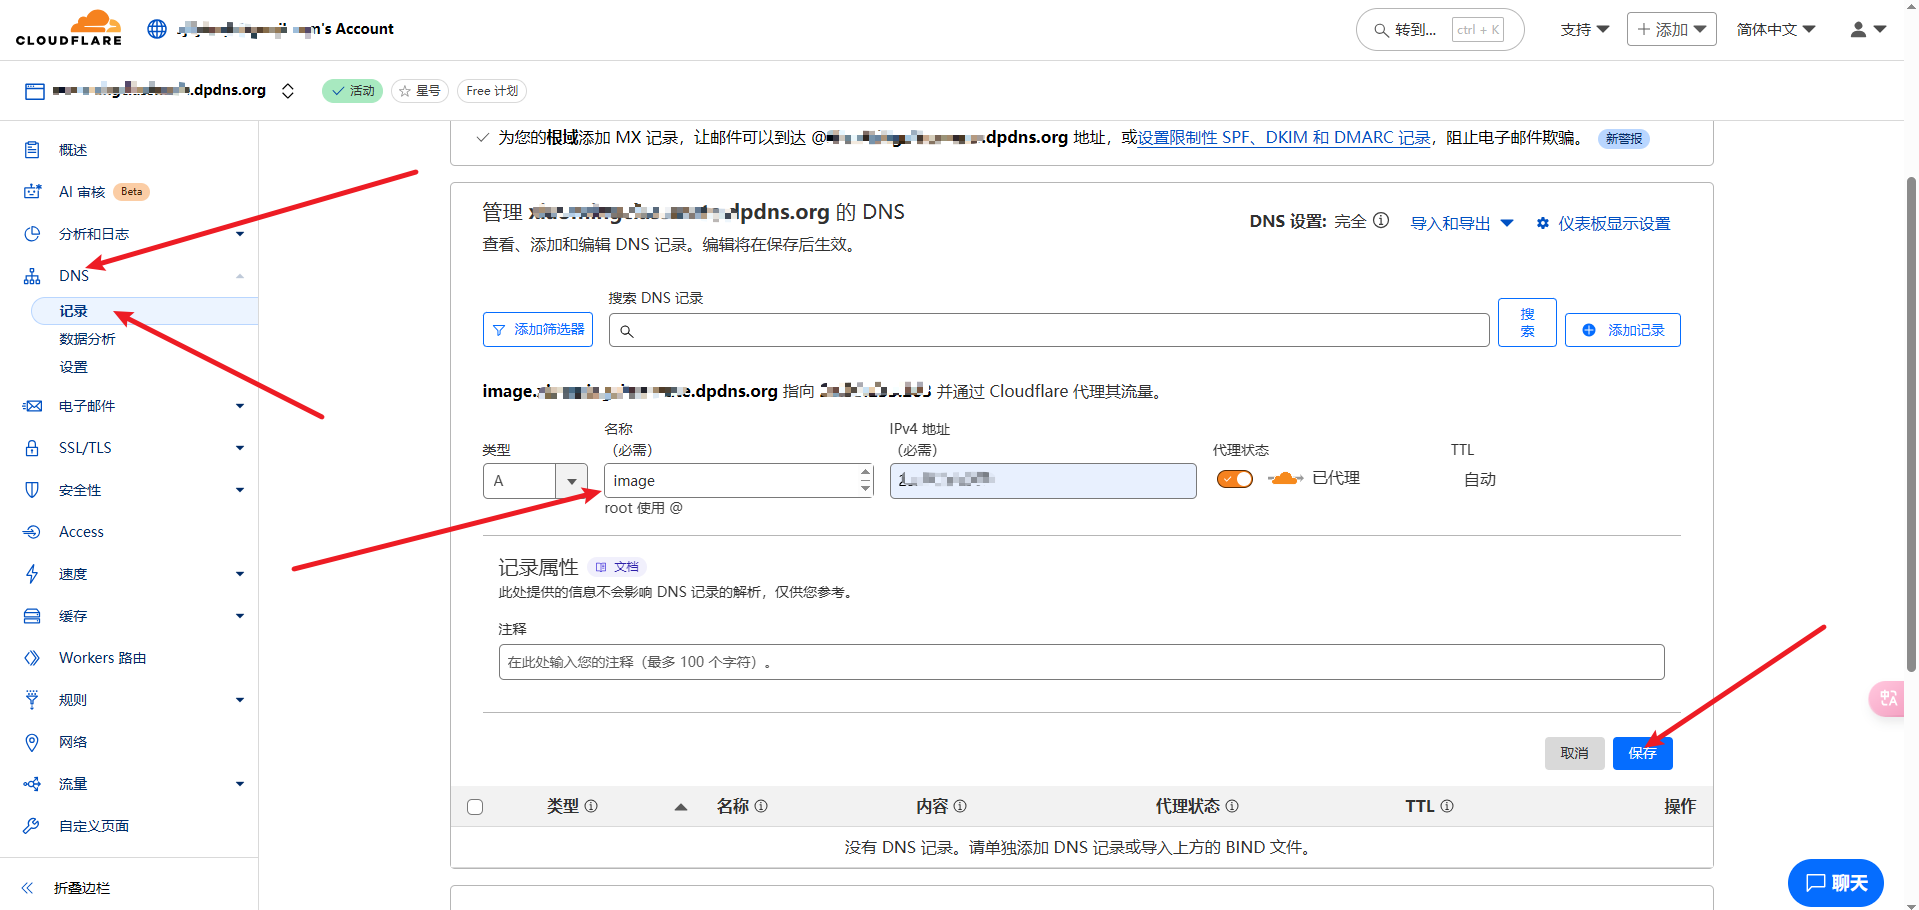 CLOUDFLARE
's Account
转到...
ctrl + K
支持
添加
简体中文
.dpdns.org
活动
星号
Free 计划
概述
AI 审核 Beta
分析和日志
DNS
记录
数据分析
设置
电子邮件
SSL/TLS
安全性
Access
速度
缓存
Workers 路由
规则
网络
流量
自定义页面
折叠边栏
为您的根域添加 MX 记录，让邮件可以到达 @ .dpdns.org 地址，或设置限制性 SPF、DKIM 和 DMARC 记录，阻止电子邮件欺骗。 新警报
管理 dpdns.org 的 DNS
查看、添加和编辑 DNS 记录。编辑将在保存后生效。
DNS 设置: 完全
导入和导出
仪表板显示设置
搜索 DNS 记录
添加筛选器
搜
索
添加记录
image. .dpdns.org 指向 并通过 Cloudflare 代理其流量。
类型
名称
（必需）
IPv4 地址
（必需）
代理状态
TTL
A
image
已代理
自动
root 使用 @
记录属性
文档
此处提供的信息不会影响 DNS 记录的解析，仅供您参考。
注释
在此处输入您的注释（最多 100 个字符）。
取消
保存
类型
名称
内容
代理状态
TTL
操作
没有 DNS 记录。请单独添加 DNS 记录或导入上方的 BIND 文件。
中A
聊天